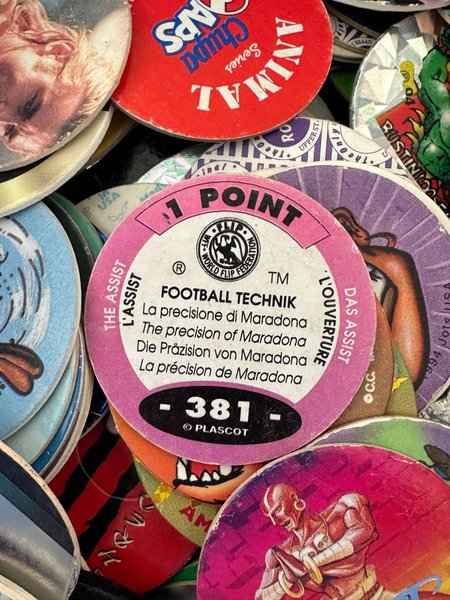 Chupa
CAPS
Series
ANIMAL
UPPER
1 POINT
FLIP
WORLD FLIP FEDERATION
® TM
THE ASSIST
L'ASSIST
L'OUVERTURE
DAS ASSIST
FOOTBALL TECHNIK
La precisione di Maradona
The precision of Maradona
Die Präzision von Maradona
La précision de Maradona
- 381 -
© PLASCOT